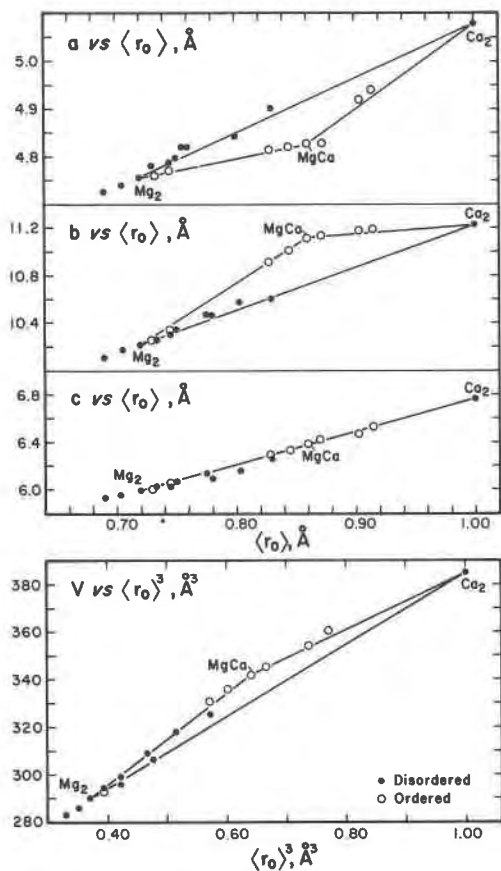 a vs ⟨r₀⟩, Å
Ca₂
5.0
4.9
4.8
MgCa
Mg₂
b vs ⟨r₀⟩, Å
MgCa
Ca₂
11.2
10.8
10.4
Mg₂
c vs ⟨r₀⟩, Å
Ca₂
6.8
6.4
Mg₂
MgCa
6.0
0.70 0.80 0.90 1.00
⟨r₀⟩, Å
V vs ⟨r₀⟩³, Å³
380
Ca₂
360
MgCa
340
320
300
Mg₂
● Disordered
○ Ordered
280
0.40 0.60 0.80 1.00
⟨r₀⟩³, Å³